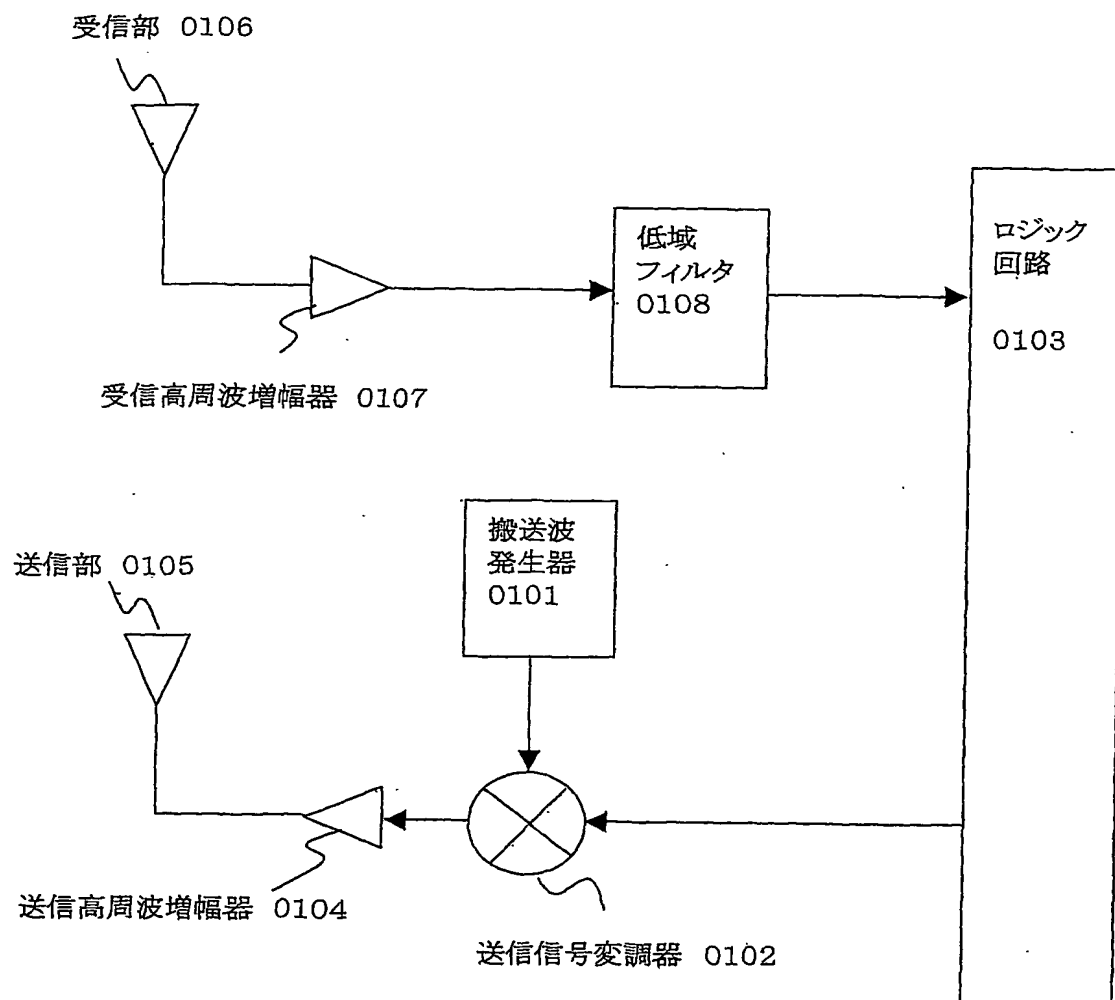 受信部 0106
低域
フィルタ
0108
ロジック
回路
0103
受信高周波増幅器 0107
搬送波
発生器
0101
送信部 0105
送信高周波増幅器 0104
送信信号変調器 0102